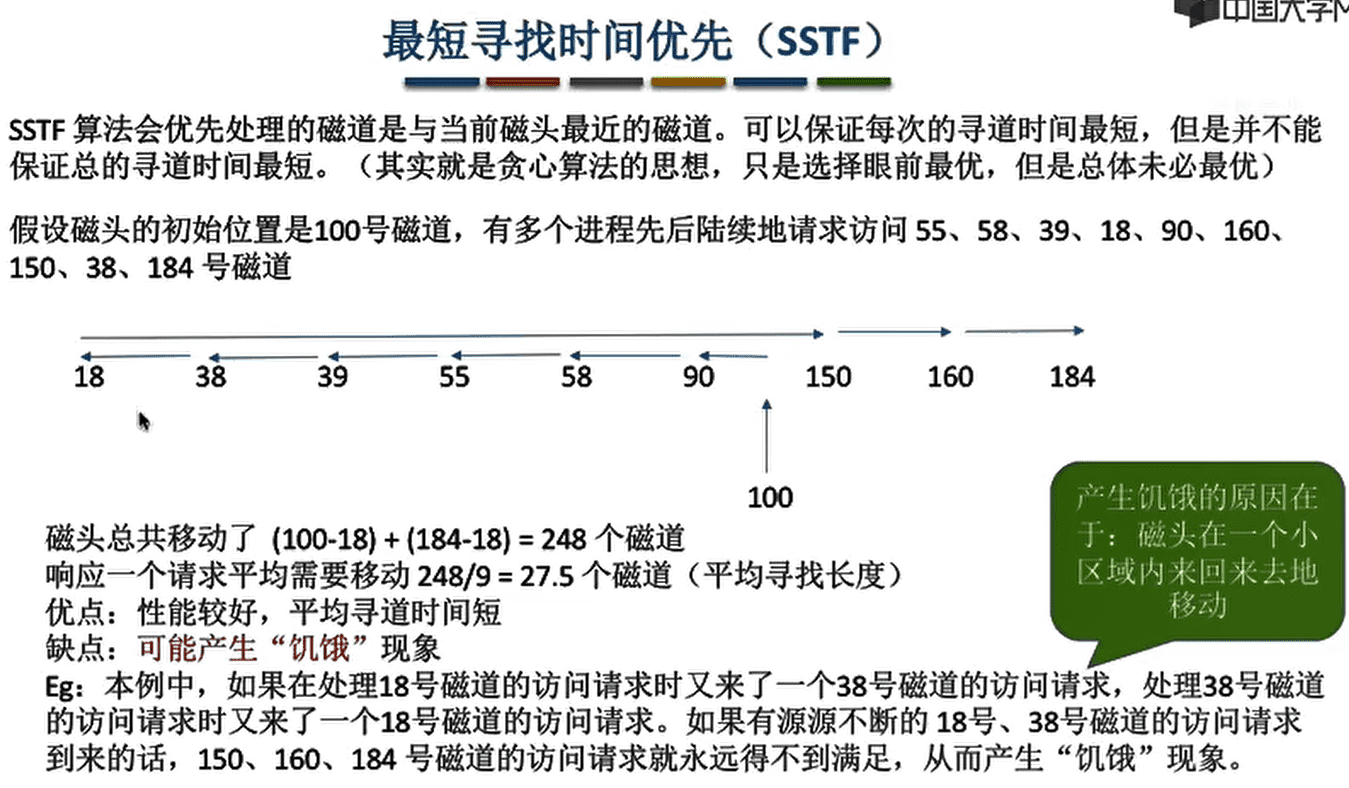 中国大学M
最短寻找时间优先（SSTF）
SSTF 算法会优先处理的磁道是与当前磁头最近的磁道。可以保证每次的寻道时间最短，但是并不能
保证总的寻道时间最短。（其实就是贪心算法的思想，只是选择眼前最优，但是总体未必最优）
假设磁头的初始位置是100号磁道，有多个进程先后陆续地请求访问 55、58、39、18、90、160、
150、38、184 号磁道
18 38 39 55 58 90 150 160 184
100
产生饥饿的原因在
于：磁头在一个小
区域内来回来去地
移动
磁头总共移动了 (100-18) + (184-18) = 248 个磁道
响应一个请求平均需要移动 248/9 = 27.5 个磁道（平均寻找长度）
优点：性能较好，平均寻道时间短
缺点：可能产生“饥饿”现象
Eg：本例中，如果在处理18号磁道的访问请求时又来了一个38号磁道的访问请求，处理38号磁道
的访问请求时又来了一个18号磁道的访问请求。如果有源源不断的 18号、38号磁道的访问请求
到来的话，150、160、184 号磁道的访问请求就永远得不到满足，从而产生“饥饿”现象。